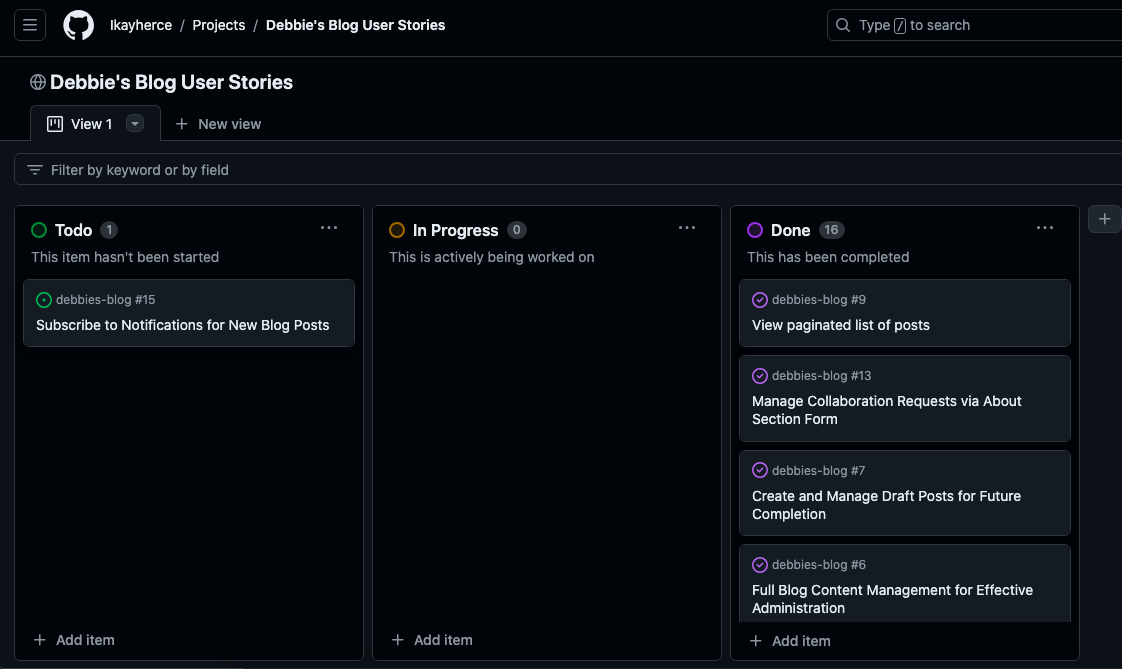 Ikayherce / Projects / Debbie's Blog User Stories
Type / to search
Debbie's Blog User Stories
View 1
New view
Filter by keyword or by field
Todo 1
This item hasn't been started
debbies-blog #15
Subscribe to Notifications for New Blog Posts
Add item
In Progress 0
This is actively being worked on
Add item
Done 16
This has been completed
debbies-blog #9
View paginated list of posts
debbies-blog #13
Manage Collaboration Requests via About
Section Form
debbies-blog #7
Create and Manage Draft Posts for Future
Completion
debbies-blog #6
Full Blog Content Management for Effective
Administration
Add item